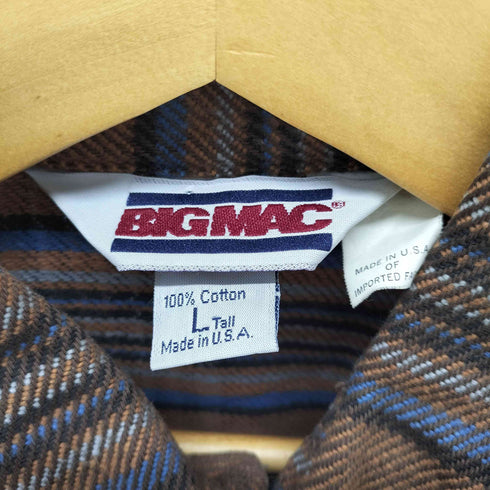 BIG MAC ®
100% Cotton
L Tall
Made in U.S.A.
MADE IN U.S.A.
OF
IMPORTED